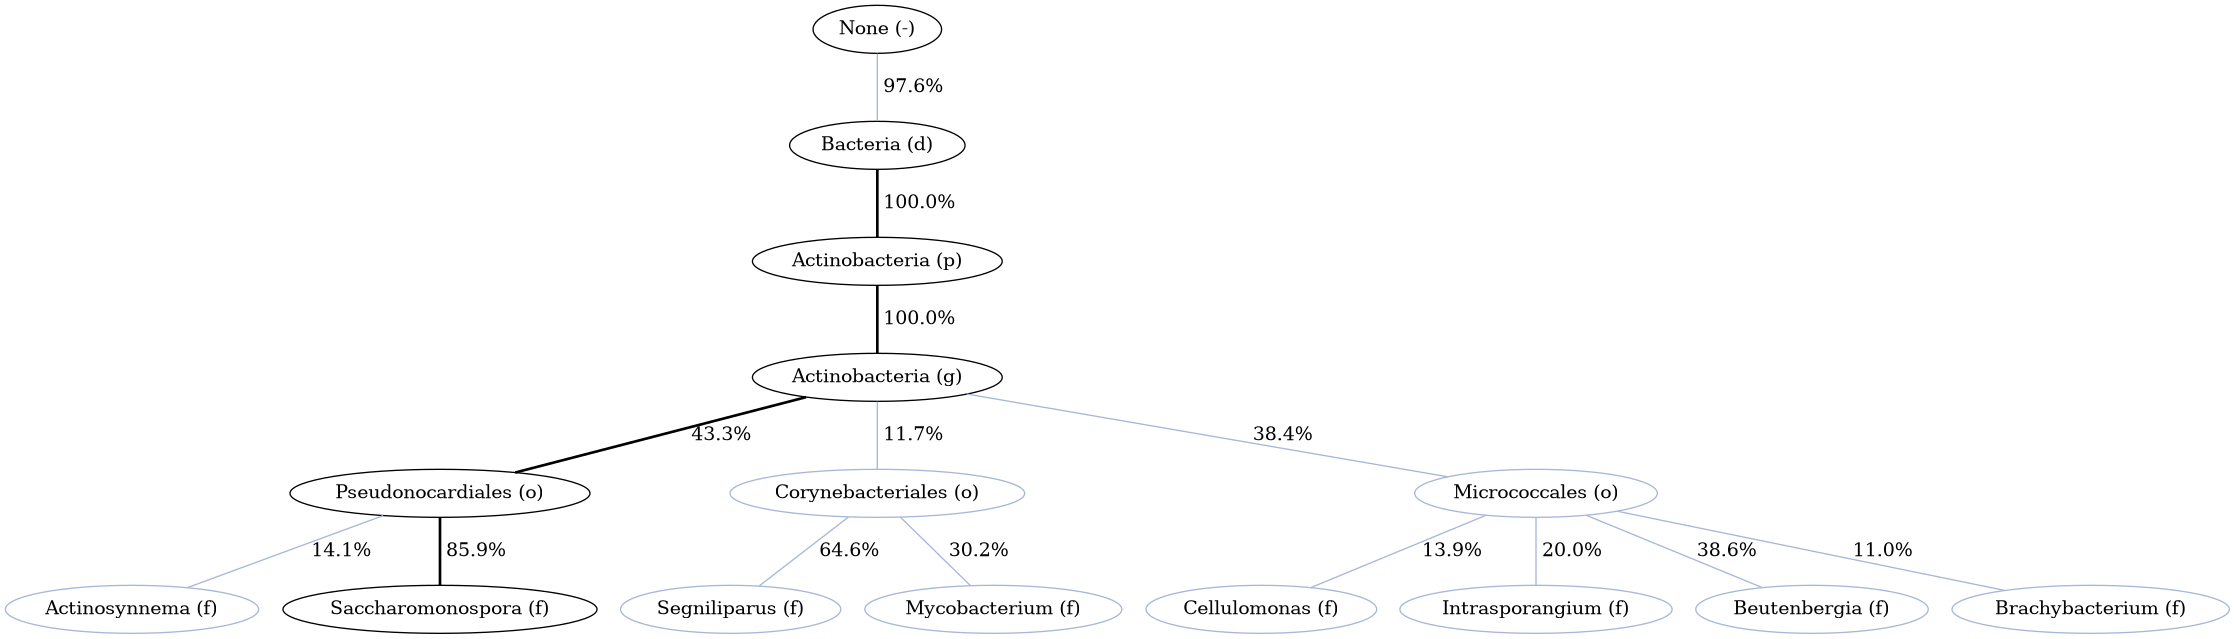 None (-)
97.6%
Bacteria (d)
100.0%
Actinobacteria (p)
100.0%
Actinobacteria (g)
43.3% 11.7% 38.4%
Pseudonocardiales (o) Corynebacteriales (o) Micrococcales (o)
14.1% 85.9% 64.6% 30.2% 13.9% 20.0% 38.6% 11.0%
Actinosynnema (f) Saccharomonospora (f) Segniliparus (f) Mycobacterium (f) Cellulomonas (f) Intrasporangium (f) Beutenbergia (f) Brachybacterium (f)